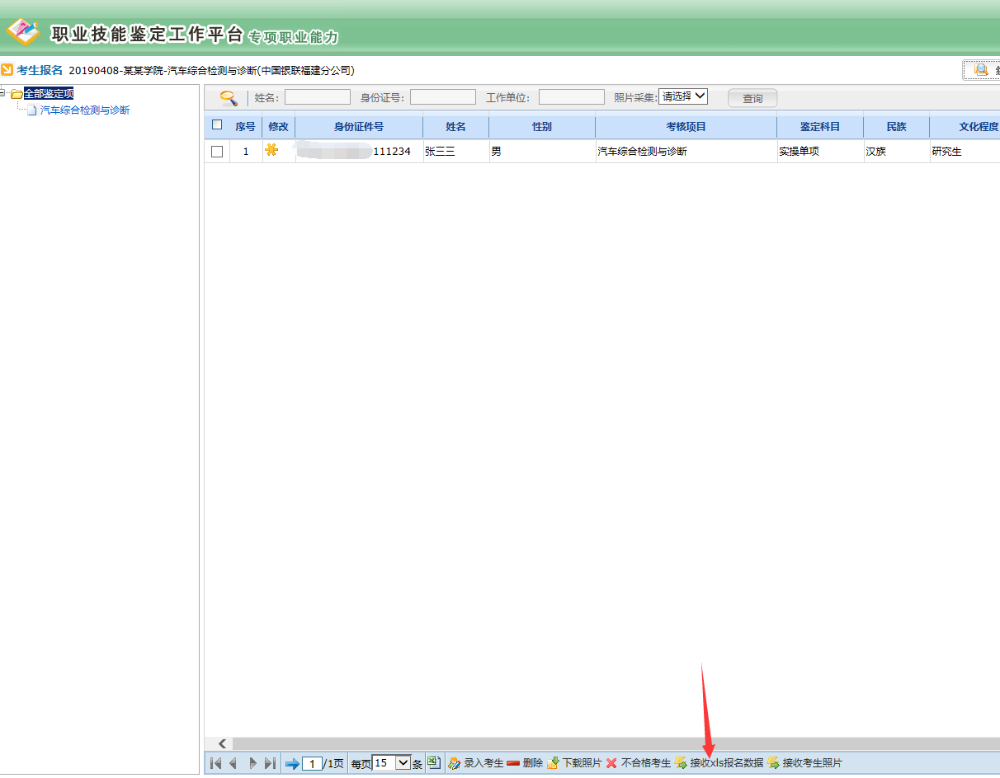 职业技能鉴定工作平台 专项职业能力
考生报名 20190408-某某学院-汽车综合检测与诊断(中国银联福建分公司)
全部鉴定项
汽车综合检测与诊断
姓名: 身份证号: 工作单位: 照片采集: 请选择 查询
序号 修改 身份证件号 姓名 性别 考核项目 鉴定科目 民族 文化程度
1 111234 张三三 男 汽车综合检测与诊断 实操单项 汉族 研究生
1 /1页 每页 15 条 录入考生 删除 下载照片 不合格考生 接收xls报名数据 接收考生照片